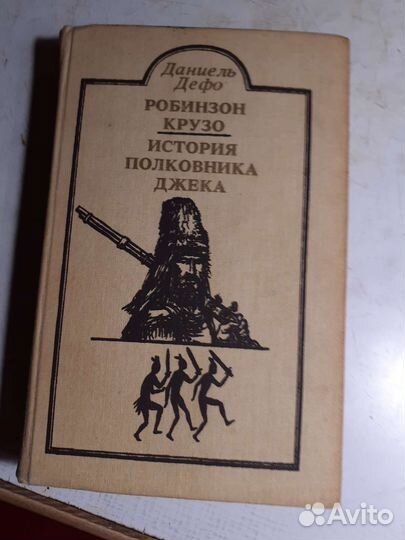 Даниель
Дефо
РОБИНЗОН
КРУЗО
ИСТОРИЯ
ПОЛКОВНИКА
ДЖЕКА
Avito